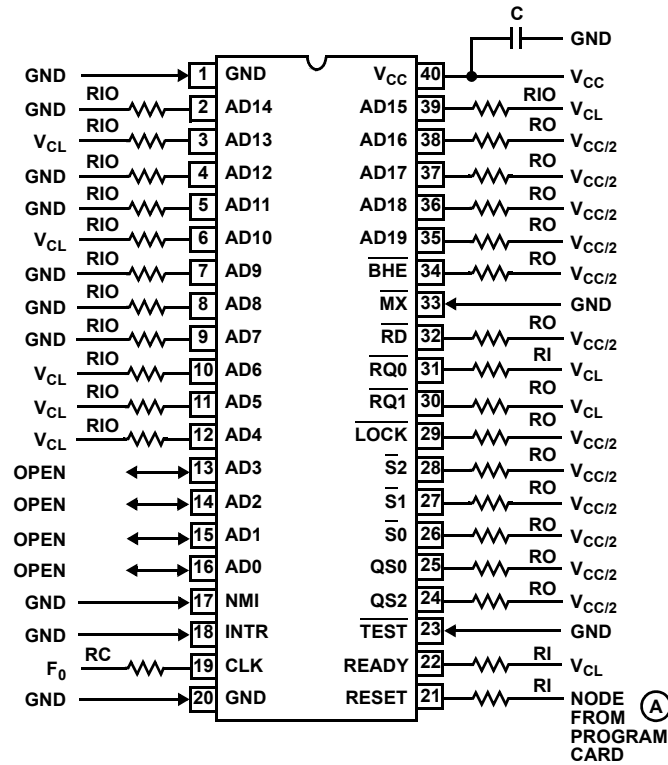 C
GND
GND 1 GND VCC 40 VCC
GND RIO 2 AD14 AD15 39 RIO VCL
VCL RIO 3 AD13 AD16 38 RO VCC/2
GND RIO 4 AD12 AD17 37 RO VCC/2
GND RIO 5 AD11 AD18 36 RO VCC/2
VCL RIO 6 AD10 AD19 35 RO VCC/2
GND RIO 7 AD9 BHE 34 RO VCC/2
GND RIO 8 AD8 MX 33 GND
GND RIO 9 AD7 RD 32 RO VCC/2
VCL RIO 10 AD6 RQ0 31 RI VCL
VCL RIO 11 AD5 RQ1 30 RO VCL
VCL RIO 12 AD4 LOCK 29 RO VCC/2
OPEN 13 AD3 S2 28 RO VCC/2
OPEN 14 AD2 S1 27 RO VCC/2
OPEN 15 AD1 S0 26 RO VCC/2
OPEN 16 AD0 QS0 25 RO VCC/2
GND 17 NMI QS2 24 RO VCC/2
GND 18 INTR TEST 23 GND
F0 RC 19 CLK READY 22 RI VCL
GND 20 GND RESET 21 RI NODE A
FROM
PROGRAM
CARD